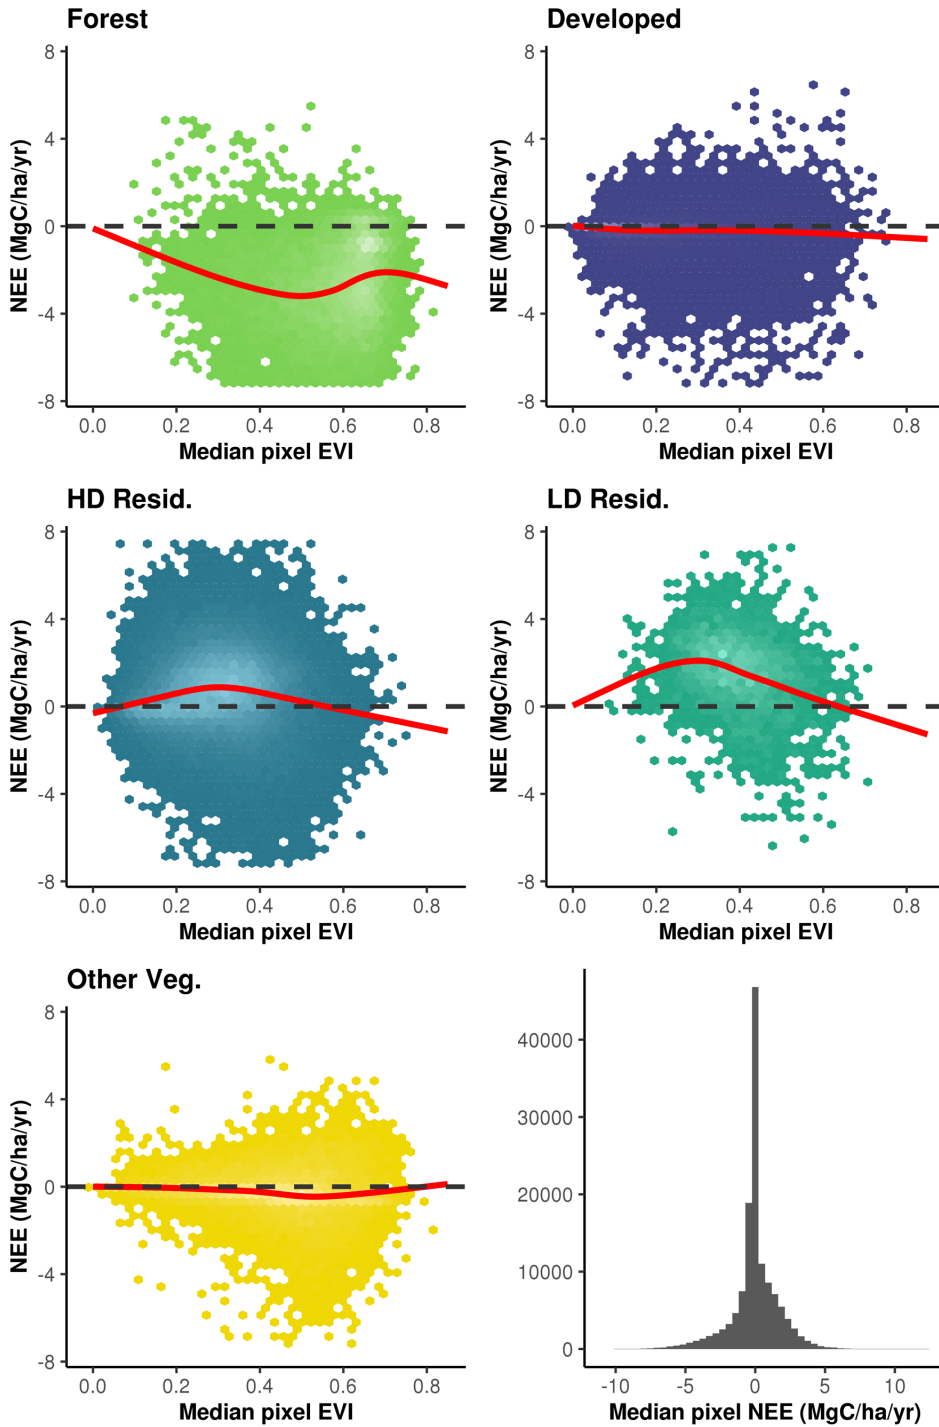 Forest
8
4
0
-4
-8
NEE (MgC/ha/yr)
0.0 0.2 0.4 0.6 0.8
Median pixel EVI
Developed
8
4
0
-4
-8
NEE (MgC/ha/yr)
0.0 0.2 0.4 0.6 0.8
Median pixel EVI
HD Resid.
8
4
0
-4
-8
NEE (MgC/ha/yr)
0.0 0.2 0.4 0.6 0.8
Median pixel EVI
LD Resid.
8
4
0
-4
-8
NEE (MgC/ha/yr)
0.0 0.2 0.4 0.6 0.8
Median pixel EVI
Other Veg.
8
4
0
-4
-8
NEE (MgC/ha/yr)
0.0 0.2 0.4 0.6 0.8
Median pixel EVI
40000
30000
20000
10000
0
-10 -5 0 5 10
Median pixel NEE (MgC/ha/yr)